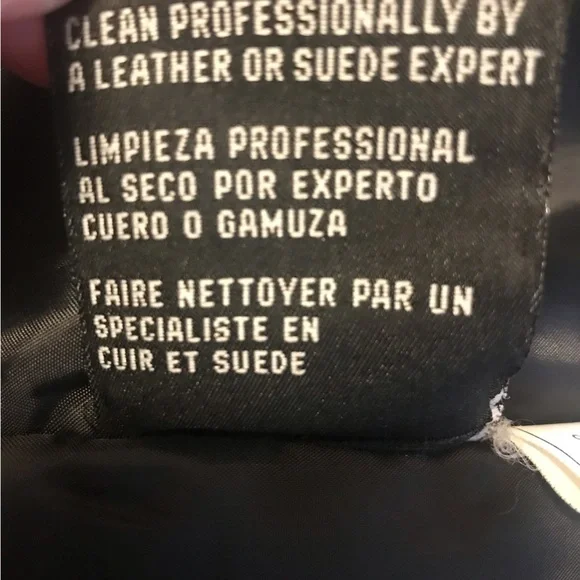 CLEAN PROFESSIONALLY BY
A LEATHER OR SUEDE EXPERT
LIMPIEZA PROFESSIONAL
AL SECO POR EXPERTO
CUERO O GAMUZA
FAIRE NETTOYER PAR UN
SPECIALISTE EN
CUIR ET SUEDE